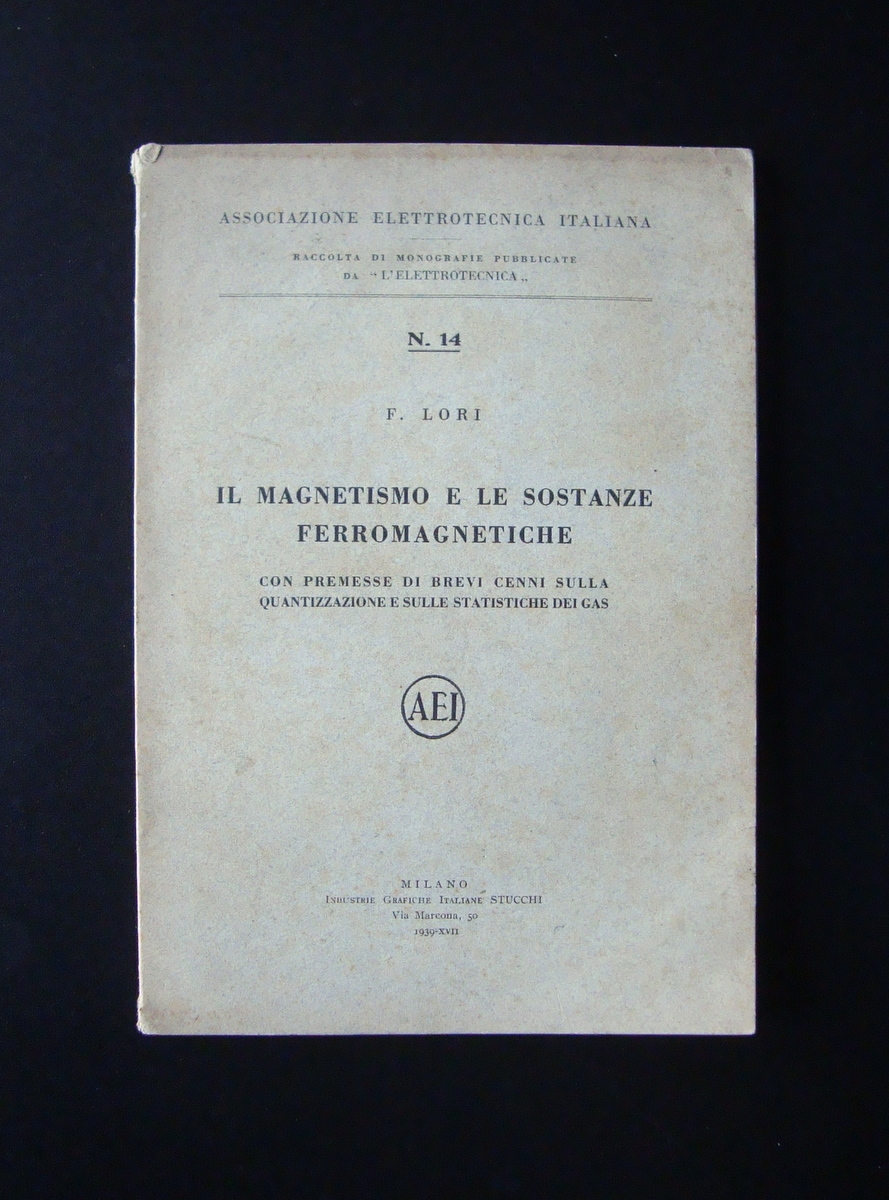 ASSOCIAZIONE ELETTROTECNICA ITALIANA
RACCOLTA DI MONOGRAFIE PUBBLICATE
DA "L'ELETTROTECNICA„
N. 14
F. LORI
IL MAGNETISMO E LE SOSTANZE
FERROMAGNETICHE
CON PREMESSE DI BREVI CENNI SULLA
QUANTIZZAZIONE E SULLE STATISTICHE DEI GAS
AEI
MILANO
INDUSTRIE GRAFICHE ITALIANE STUCCHI
Via Marcona, 50
1939-XVII